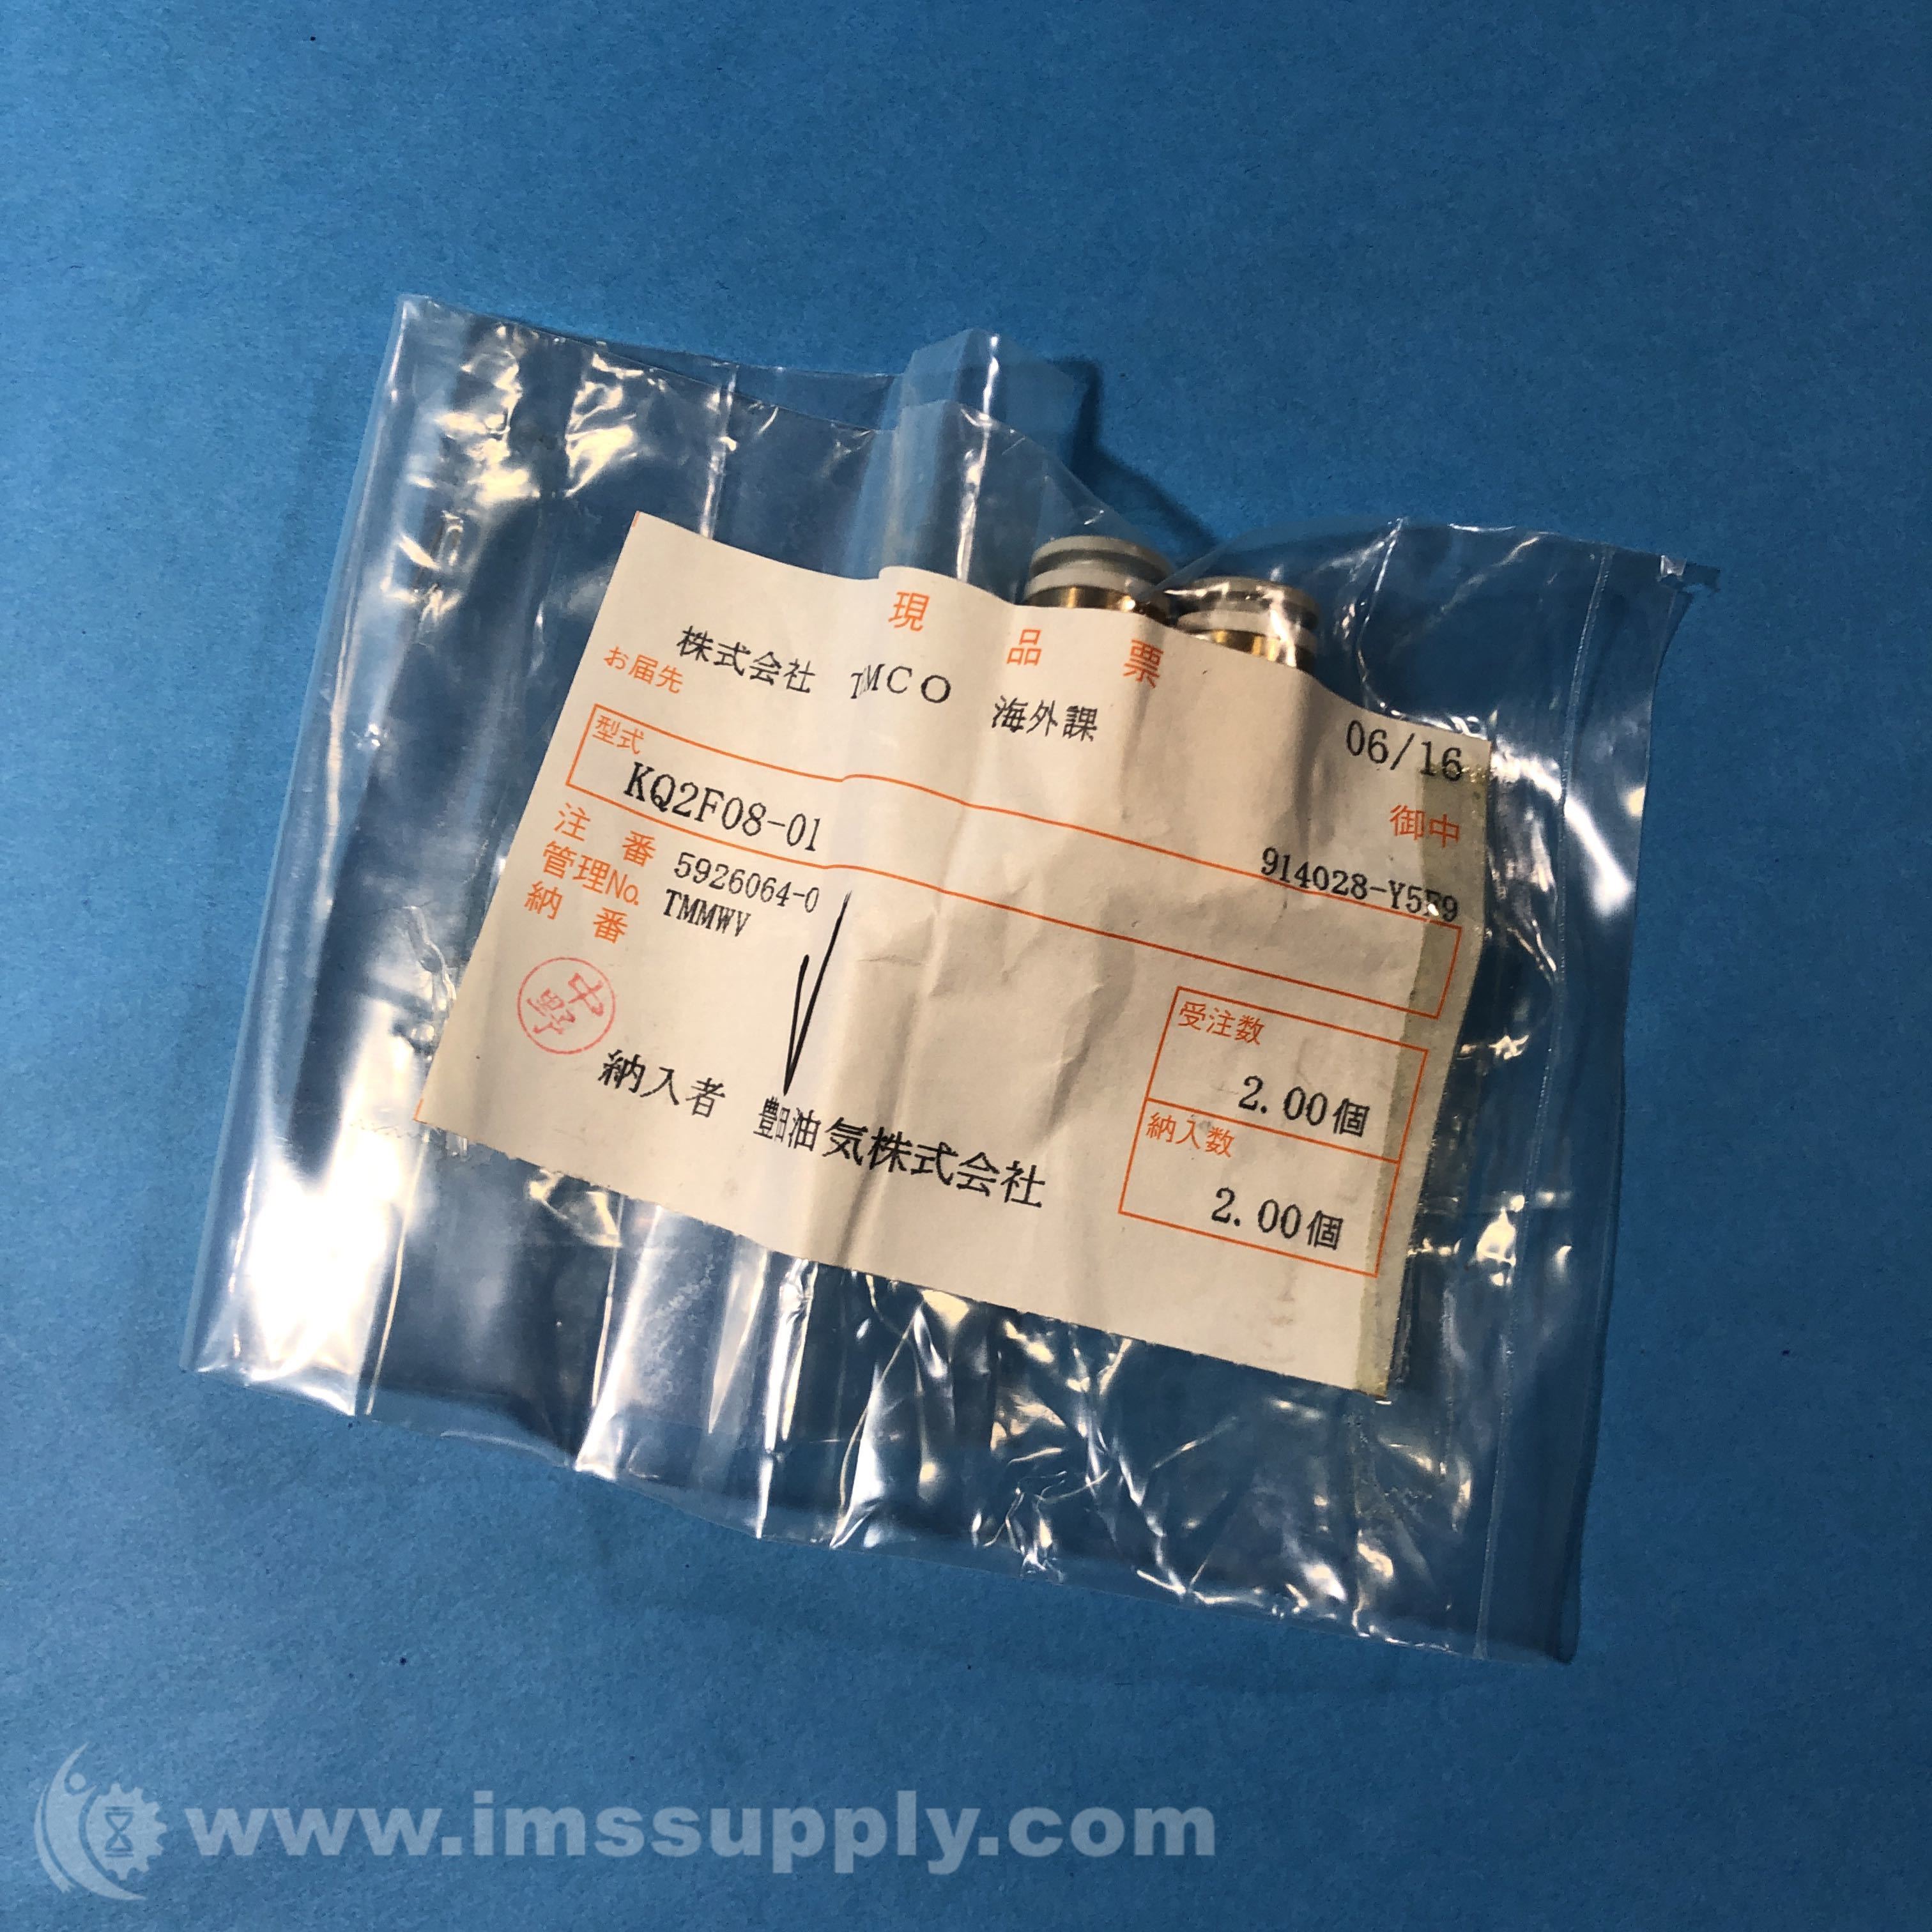 現品票
06/16
お届先 株式会社 TMCO 海外課 御中
914028-Y5F9
型式
KQ2F08-01
注番 5926064-0
管理No. TMMWV
納番
中野
受注数
2.00個
納入数
2.00個
納入者 豊田油気株式会社
www.imssupply.com